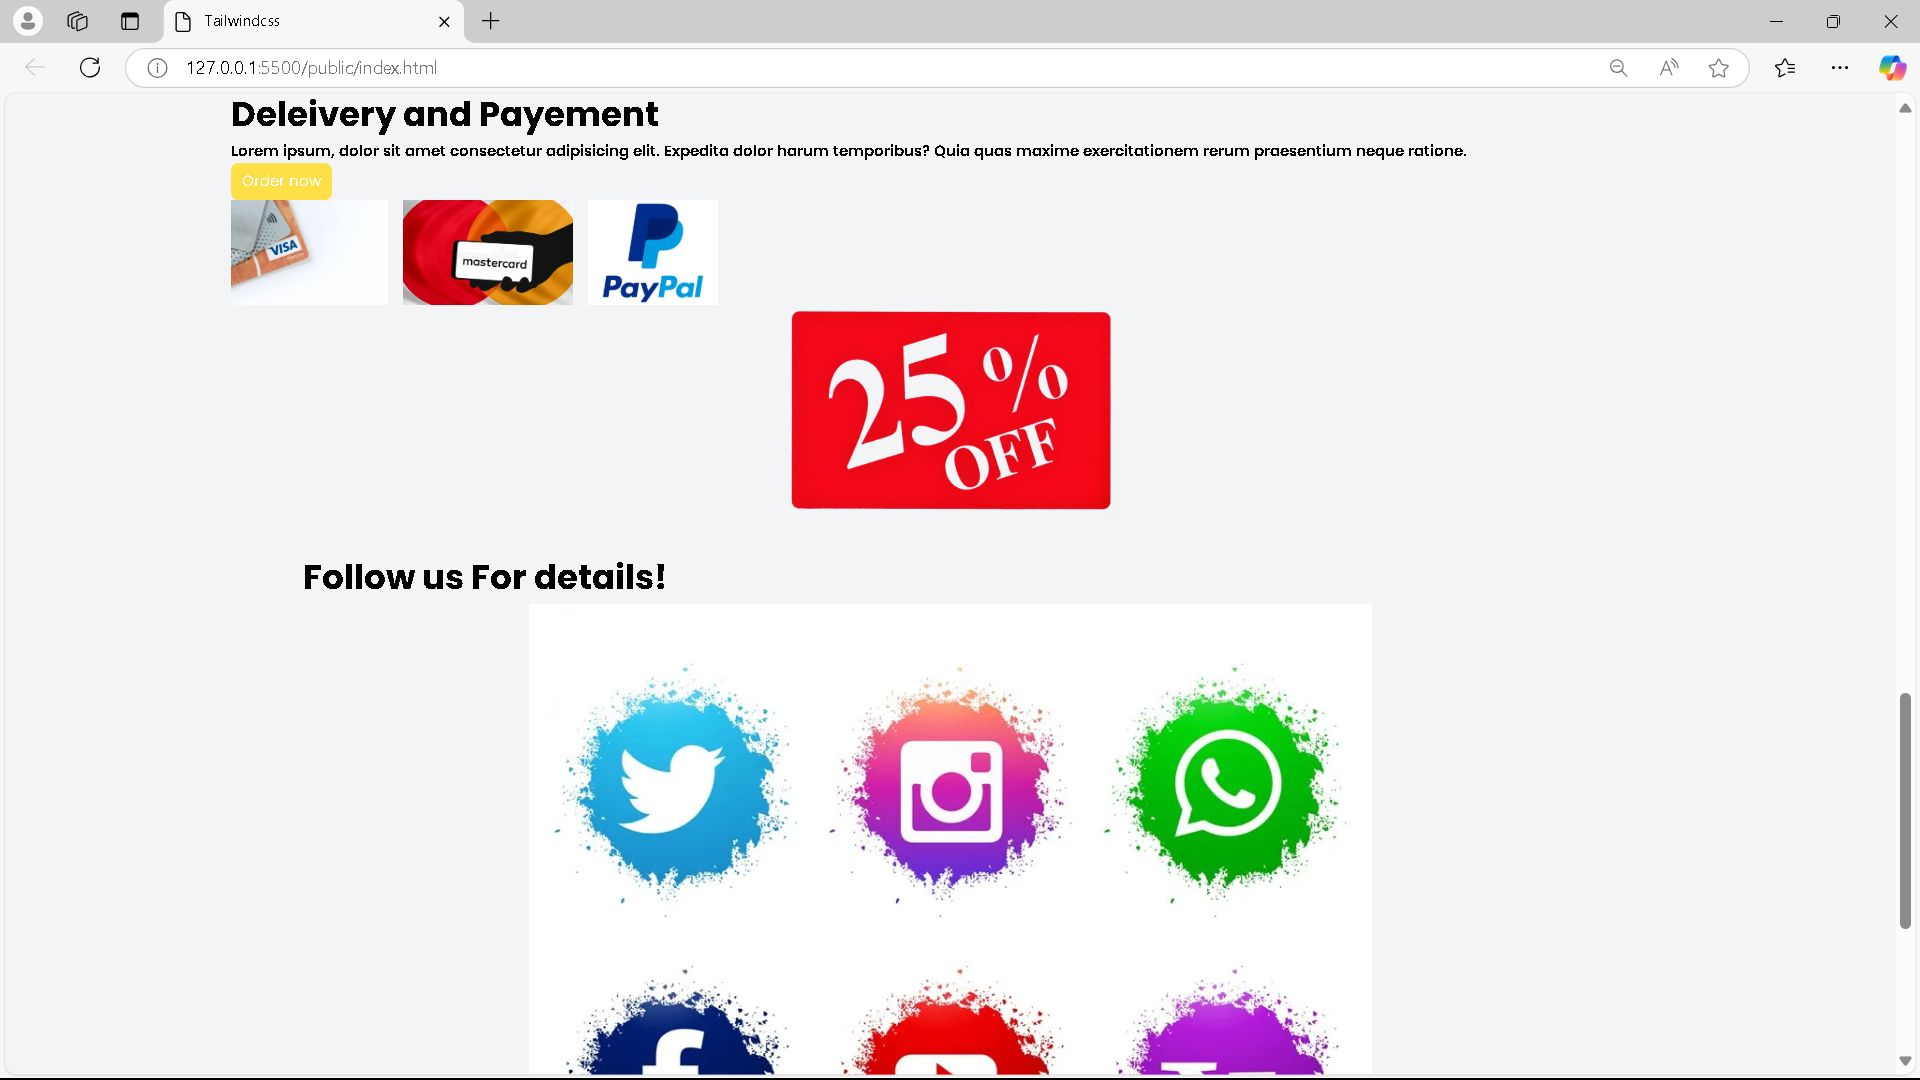 Tailwindcss
127.0.0.1:5500/public/index.html
Deleivery and Payement
Lorem ipsum, dolor sit amet consectetur adipisicing elit. Expedita dolor harum temporibus? Quia quas maxime exercitationem rerum praesentium neque ratione.
Order now
VISA
mastercard
PayPal
25%
OFF
Follow us For details!